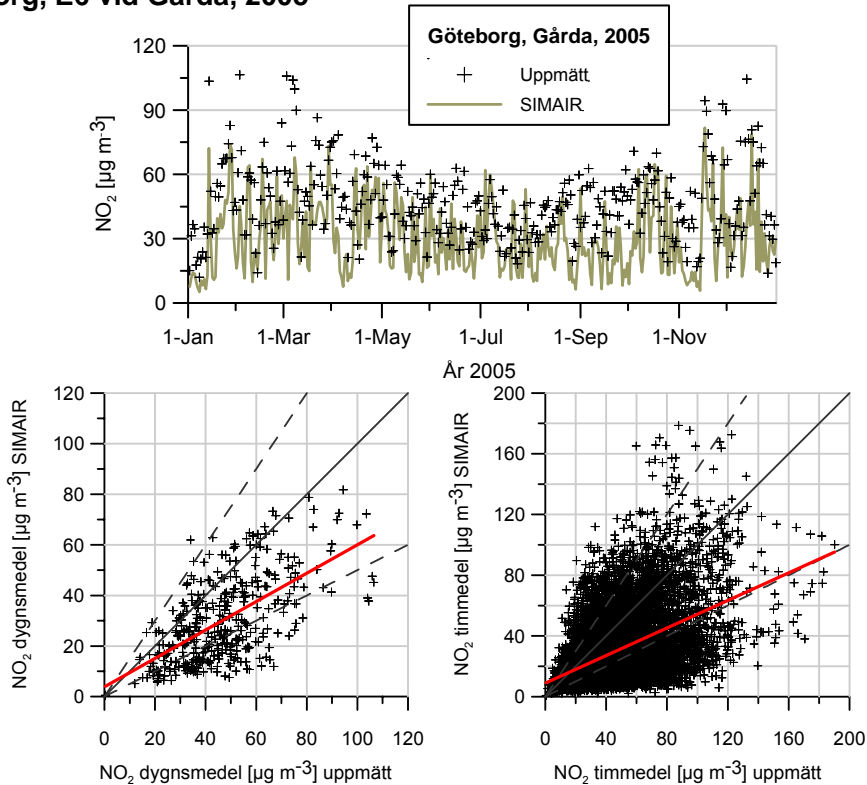 Göteborg, Gårda, 2005
Uppmätt
SIMAIR
NO₂ [µg m⁻³]
120
90
60
30
0
1-Jan 1-Mar 1-May 1-Jul 1-Sep 1-Nov
År 2005
NO₂ dygnsmedel [µg m⁻³] SIMAIR
120
100
80
60
40
20
0
0 20 40 60 80 100 120
NO₂ dygnsmedel [µg m⁻³] uppmätt
NO₂ timmedel [µg m⁻³] SIMAIR
200
160
120
80
40
0
0 40 80 120 160 200
NO₂ timmedel [µg m⁻³] uppmätt